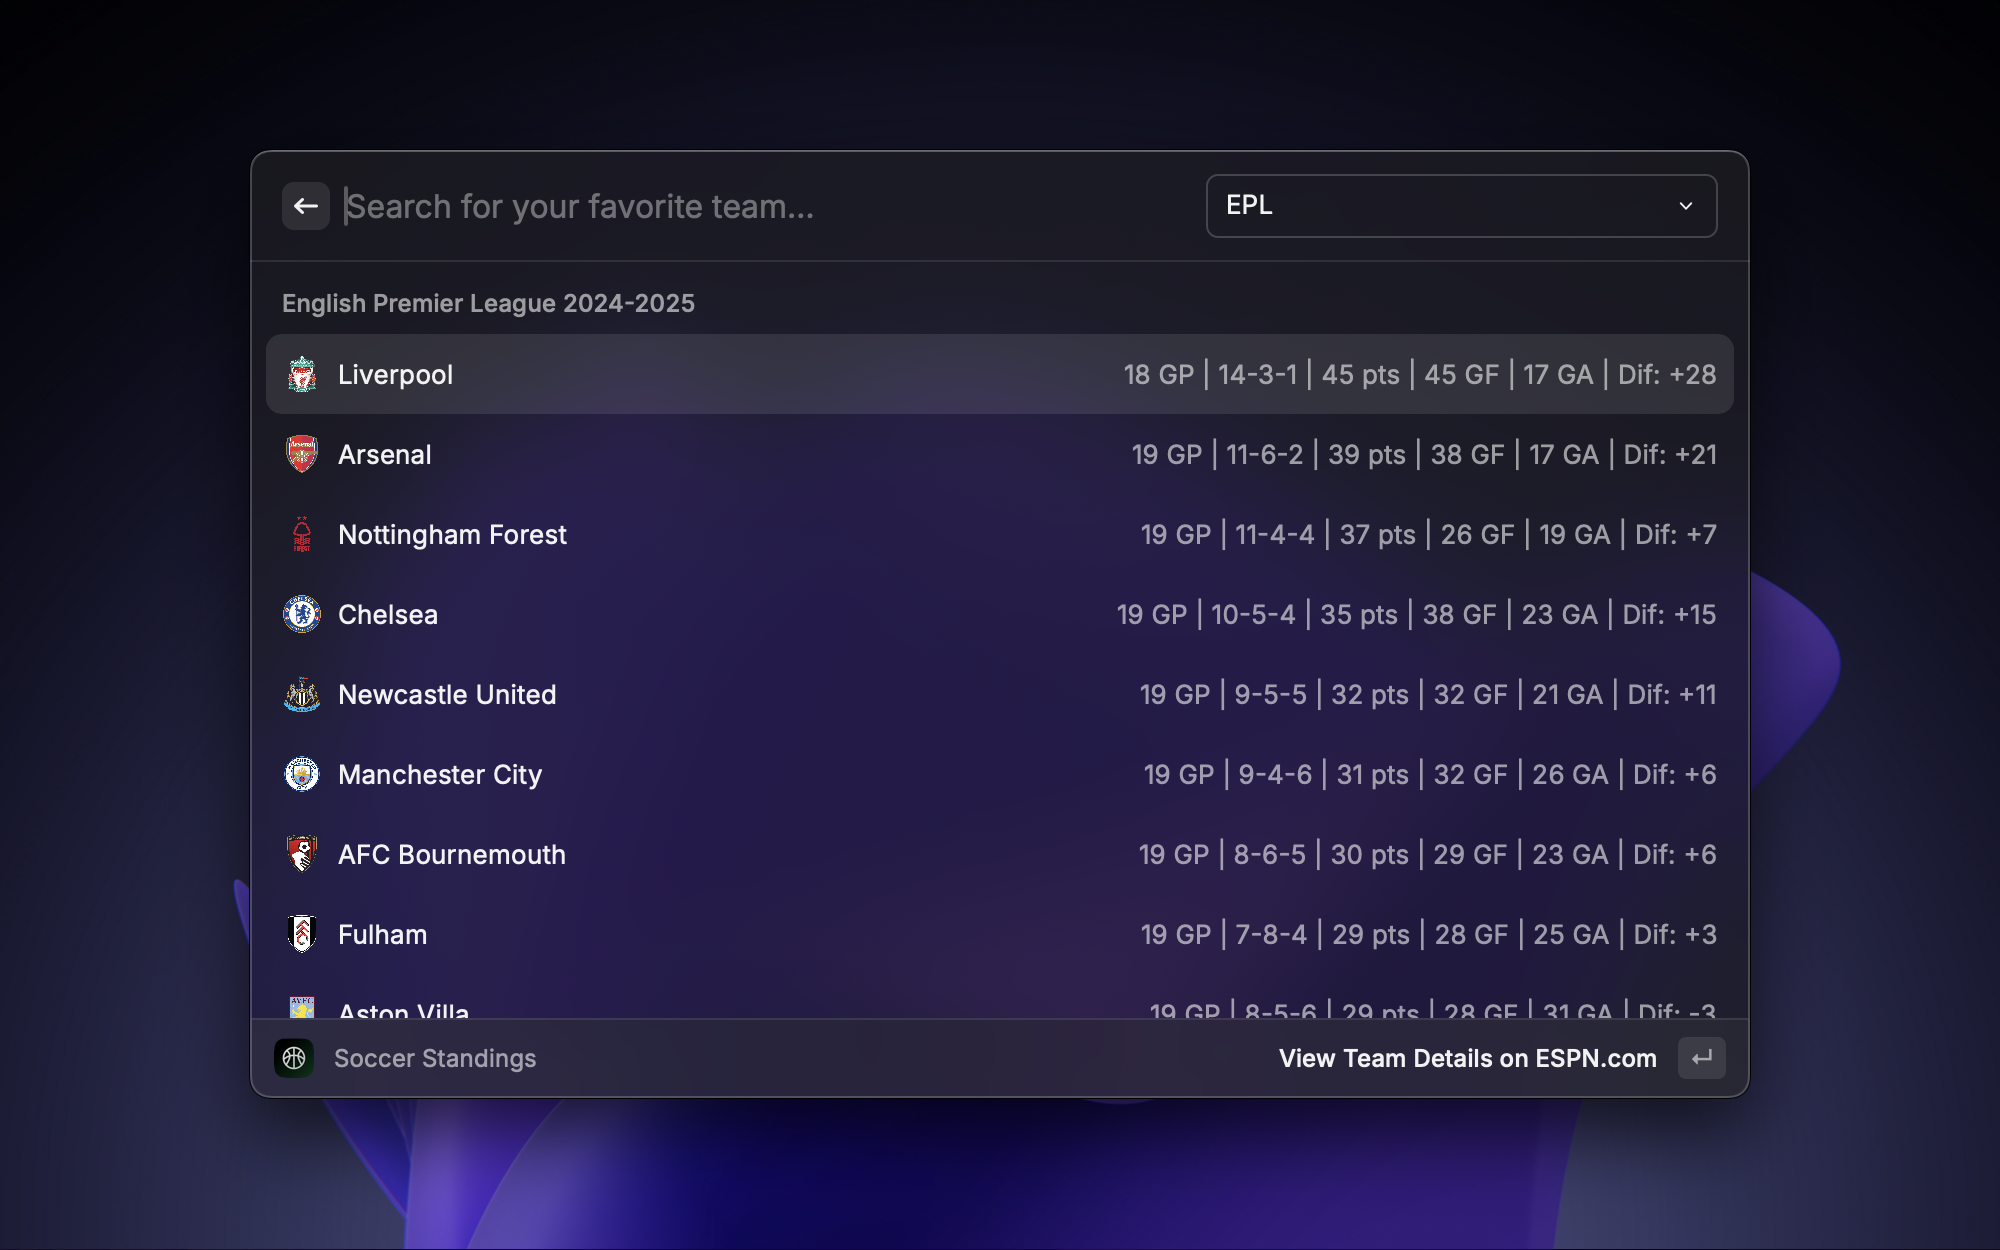 Search for your favorite team...
EPL
English Premier League 2024-2025
Liverpool 18 GP | 14-3-1 | 45 pts | 45 GF | 17 GA | Dif: +28
Arsenal 19 GP | 11-6-2 | 39 pts | 38 GF | 17 GA | Dif: +21
Nottingham Forest 19 GP | 11-4-4 | 37 pts | 26 GF | 19 GA | Dif: +7
Chelsea 19 GP | 10-5-4 | 35 pts | 38 GF | 23 GA | Dif: +15
Newcastle United 19 GP | 9-5-5 | 32 pts | 32 GF | 21 GA | Dif: +11
Manchester City 19 GP | 9-4-6 | 31 pts | 32 GF | 26 GA | Dif: +6
AFC Bournemouth 19 GP | 8-6-5 | 30 pts | 29 GF | 23 GA | Dif: +6
Fulham 19 GP | 7-8-4 | 29 pts | 28 GF | 25 GA | Dif: +3
Aston Villa 19 GP | 8-5-6 | 29 pts | 28 GF | 31 GA | Dif: -3
Soccer Standings
View Team Details on ESPN.com